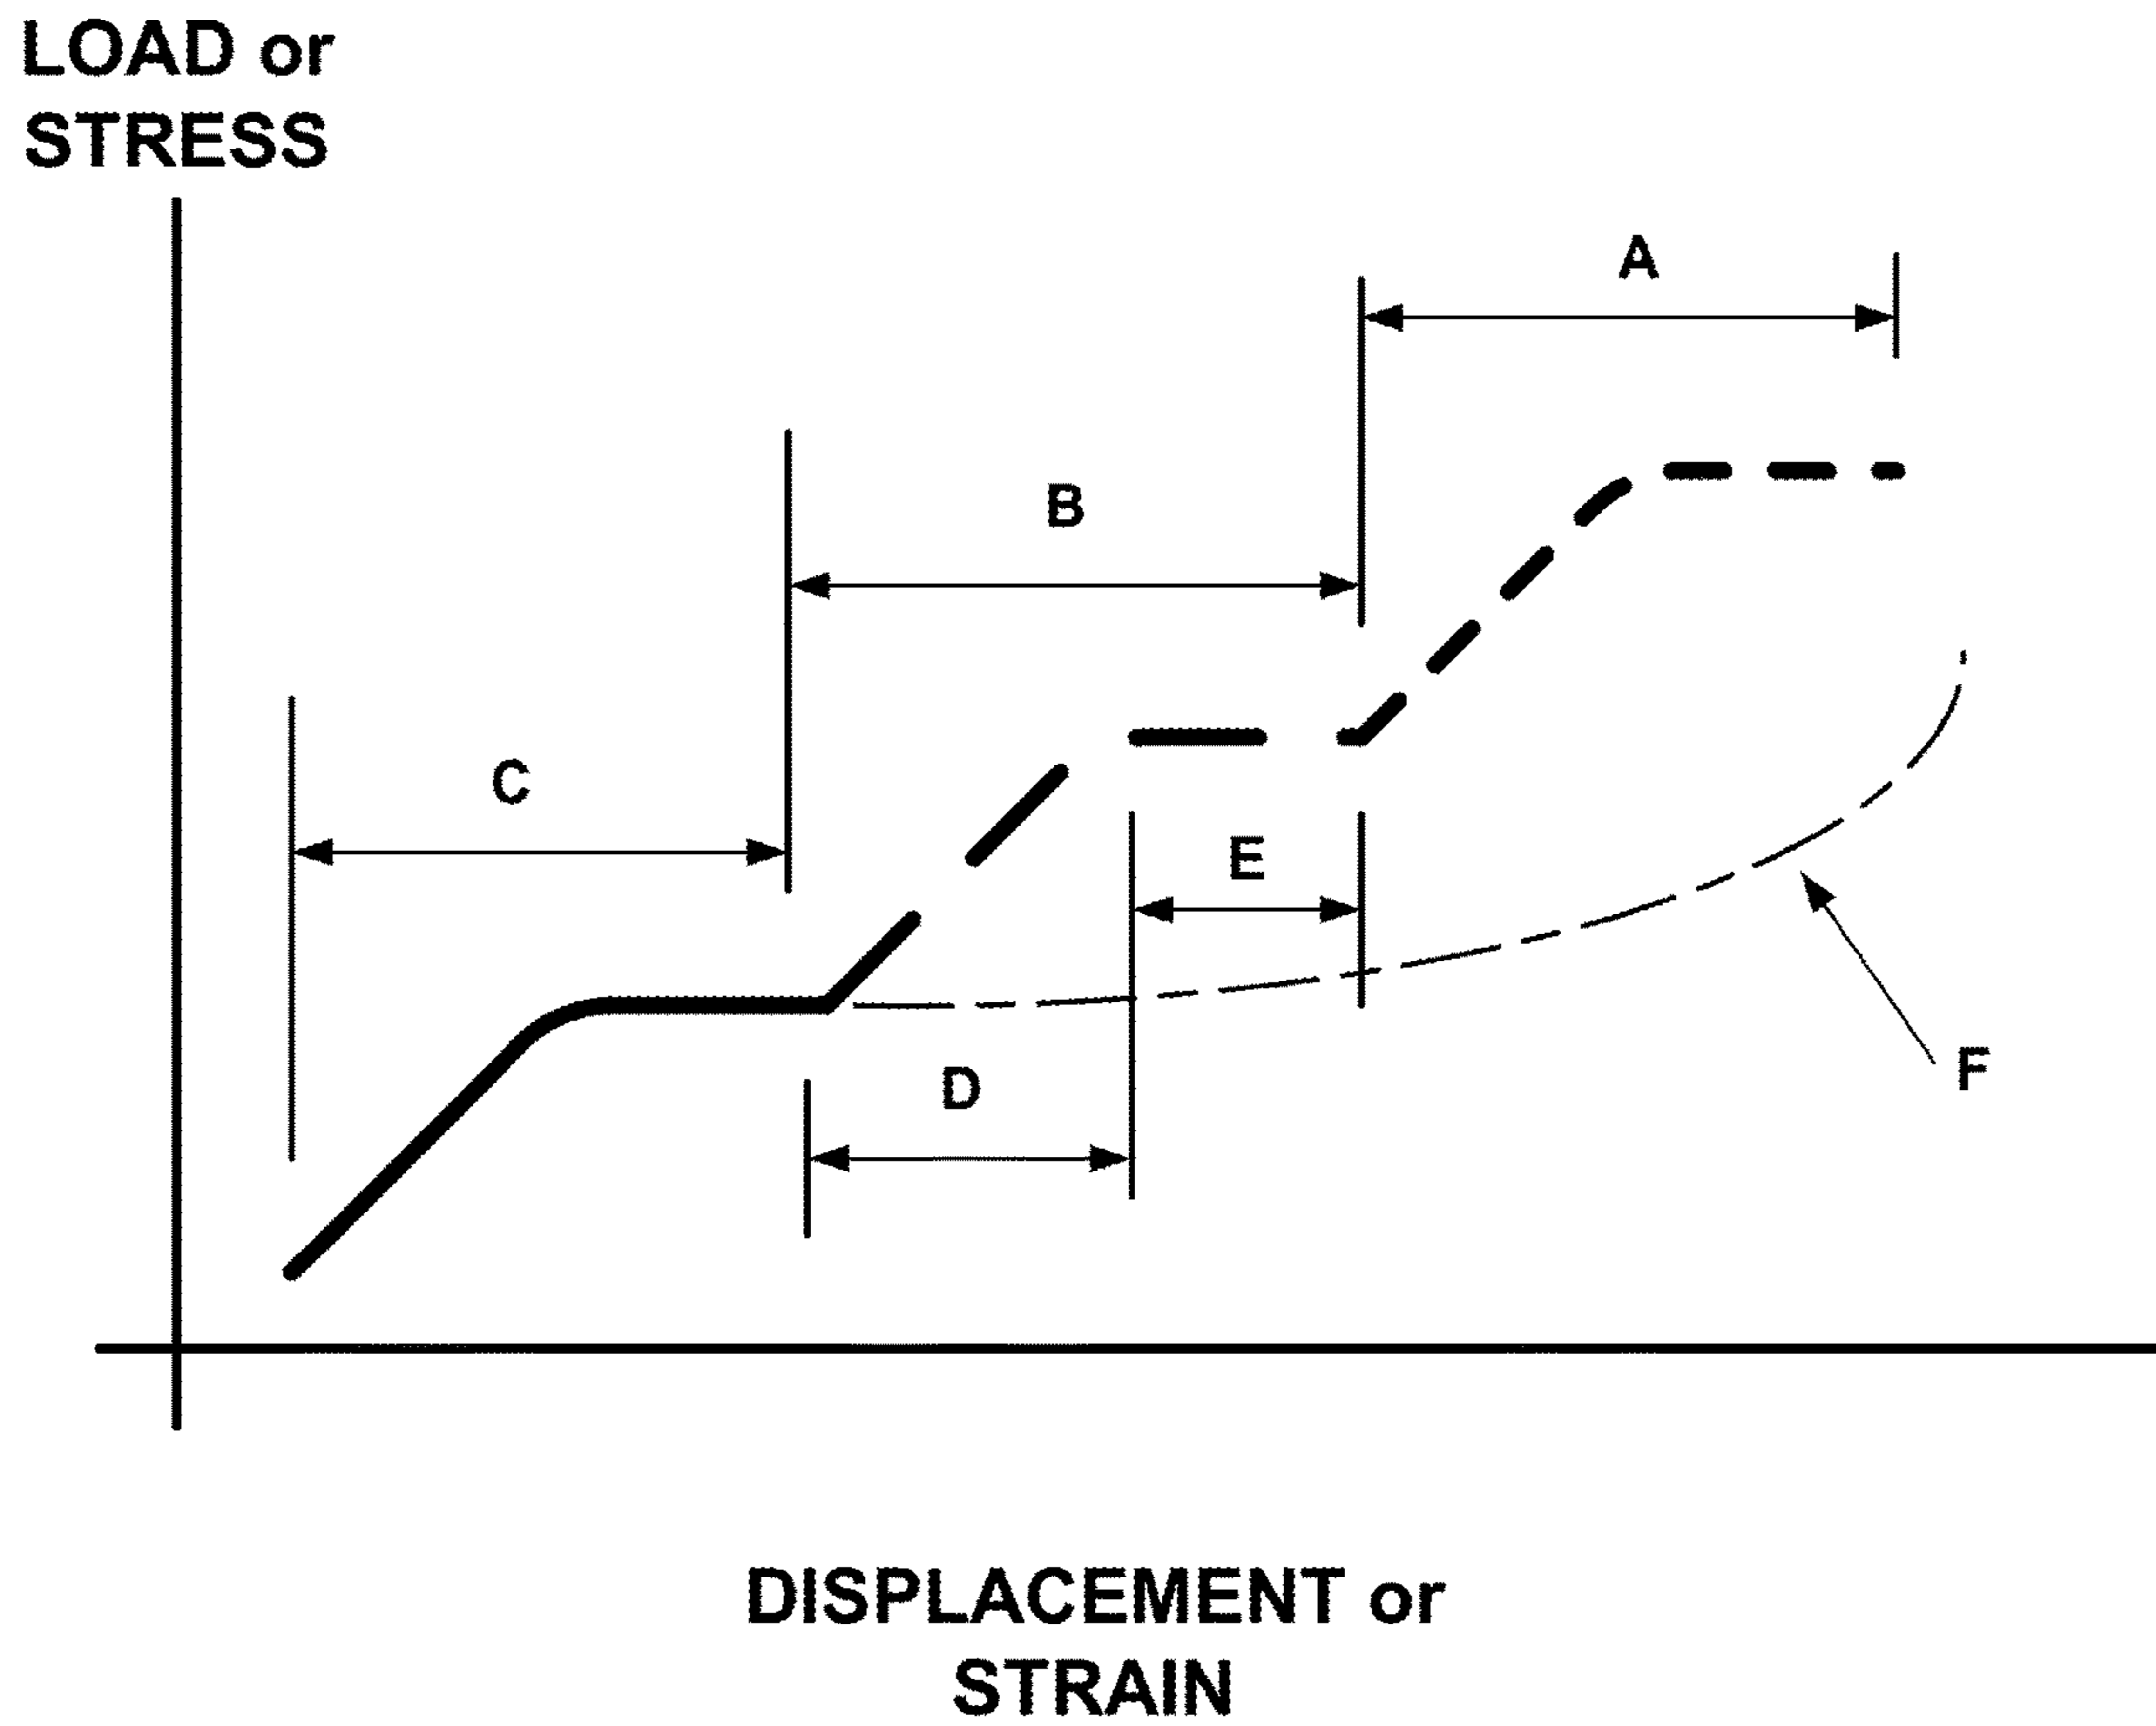 LOAD or
STRESS
A
B
C
E
D
F
DISPLACEMENT or
STRAIN